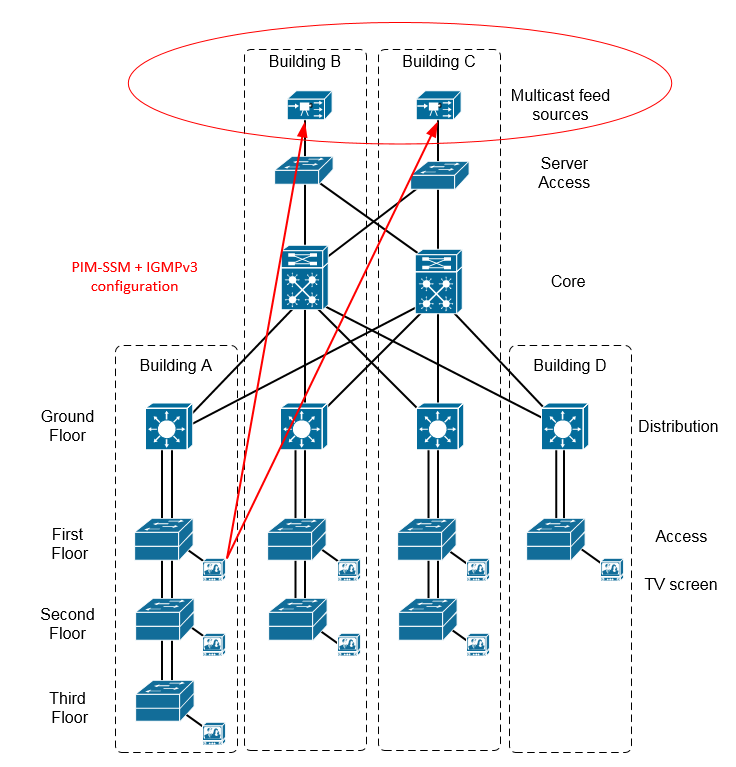 Building B
Building C
Multicast feed
sources
Server
Access
PIM-SSM + IGMPv3
configuration
Core
Building A
Building D
Ground
Floor
Distribution
First
Floor
Access
TV screen
Second
Floor
Third
Floor